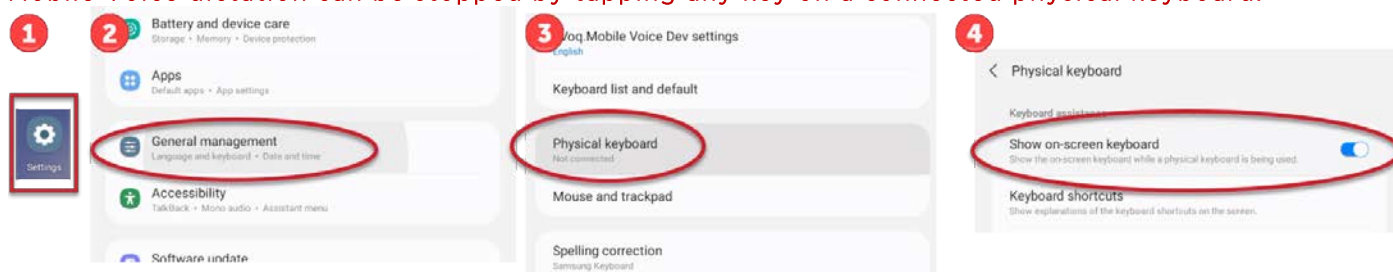 Mobile Voice dictation can be stopped by tapping any key on a connected physical keyboard.
1
Settings
2
Battery and device care
Storage • Memory • Device protection
Apps
Default apps • App settings
General management
Language and keyboard • Date and time
Accessibility
TalkBack • Mono audio • Assistant menu
Software update
3
Voq.Mobile Voice Dev settings
English
Keyboard list and default
Physical keyboard
Not connected
Mouse and trackpad
Spelling correction
Samsung Keyboard
4
Physical keyboard
Keyboard assistance
Show on-screen keyboard
Show the on-screen keyboard while a physical keyboard is being used.
Keyboard shortcuts
Show explanations of the keyboard shortcuts on the screen.